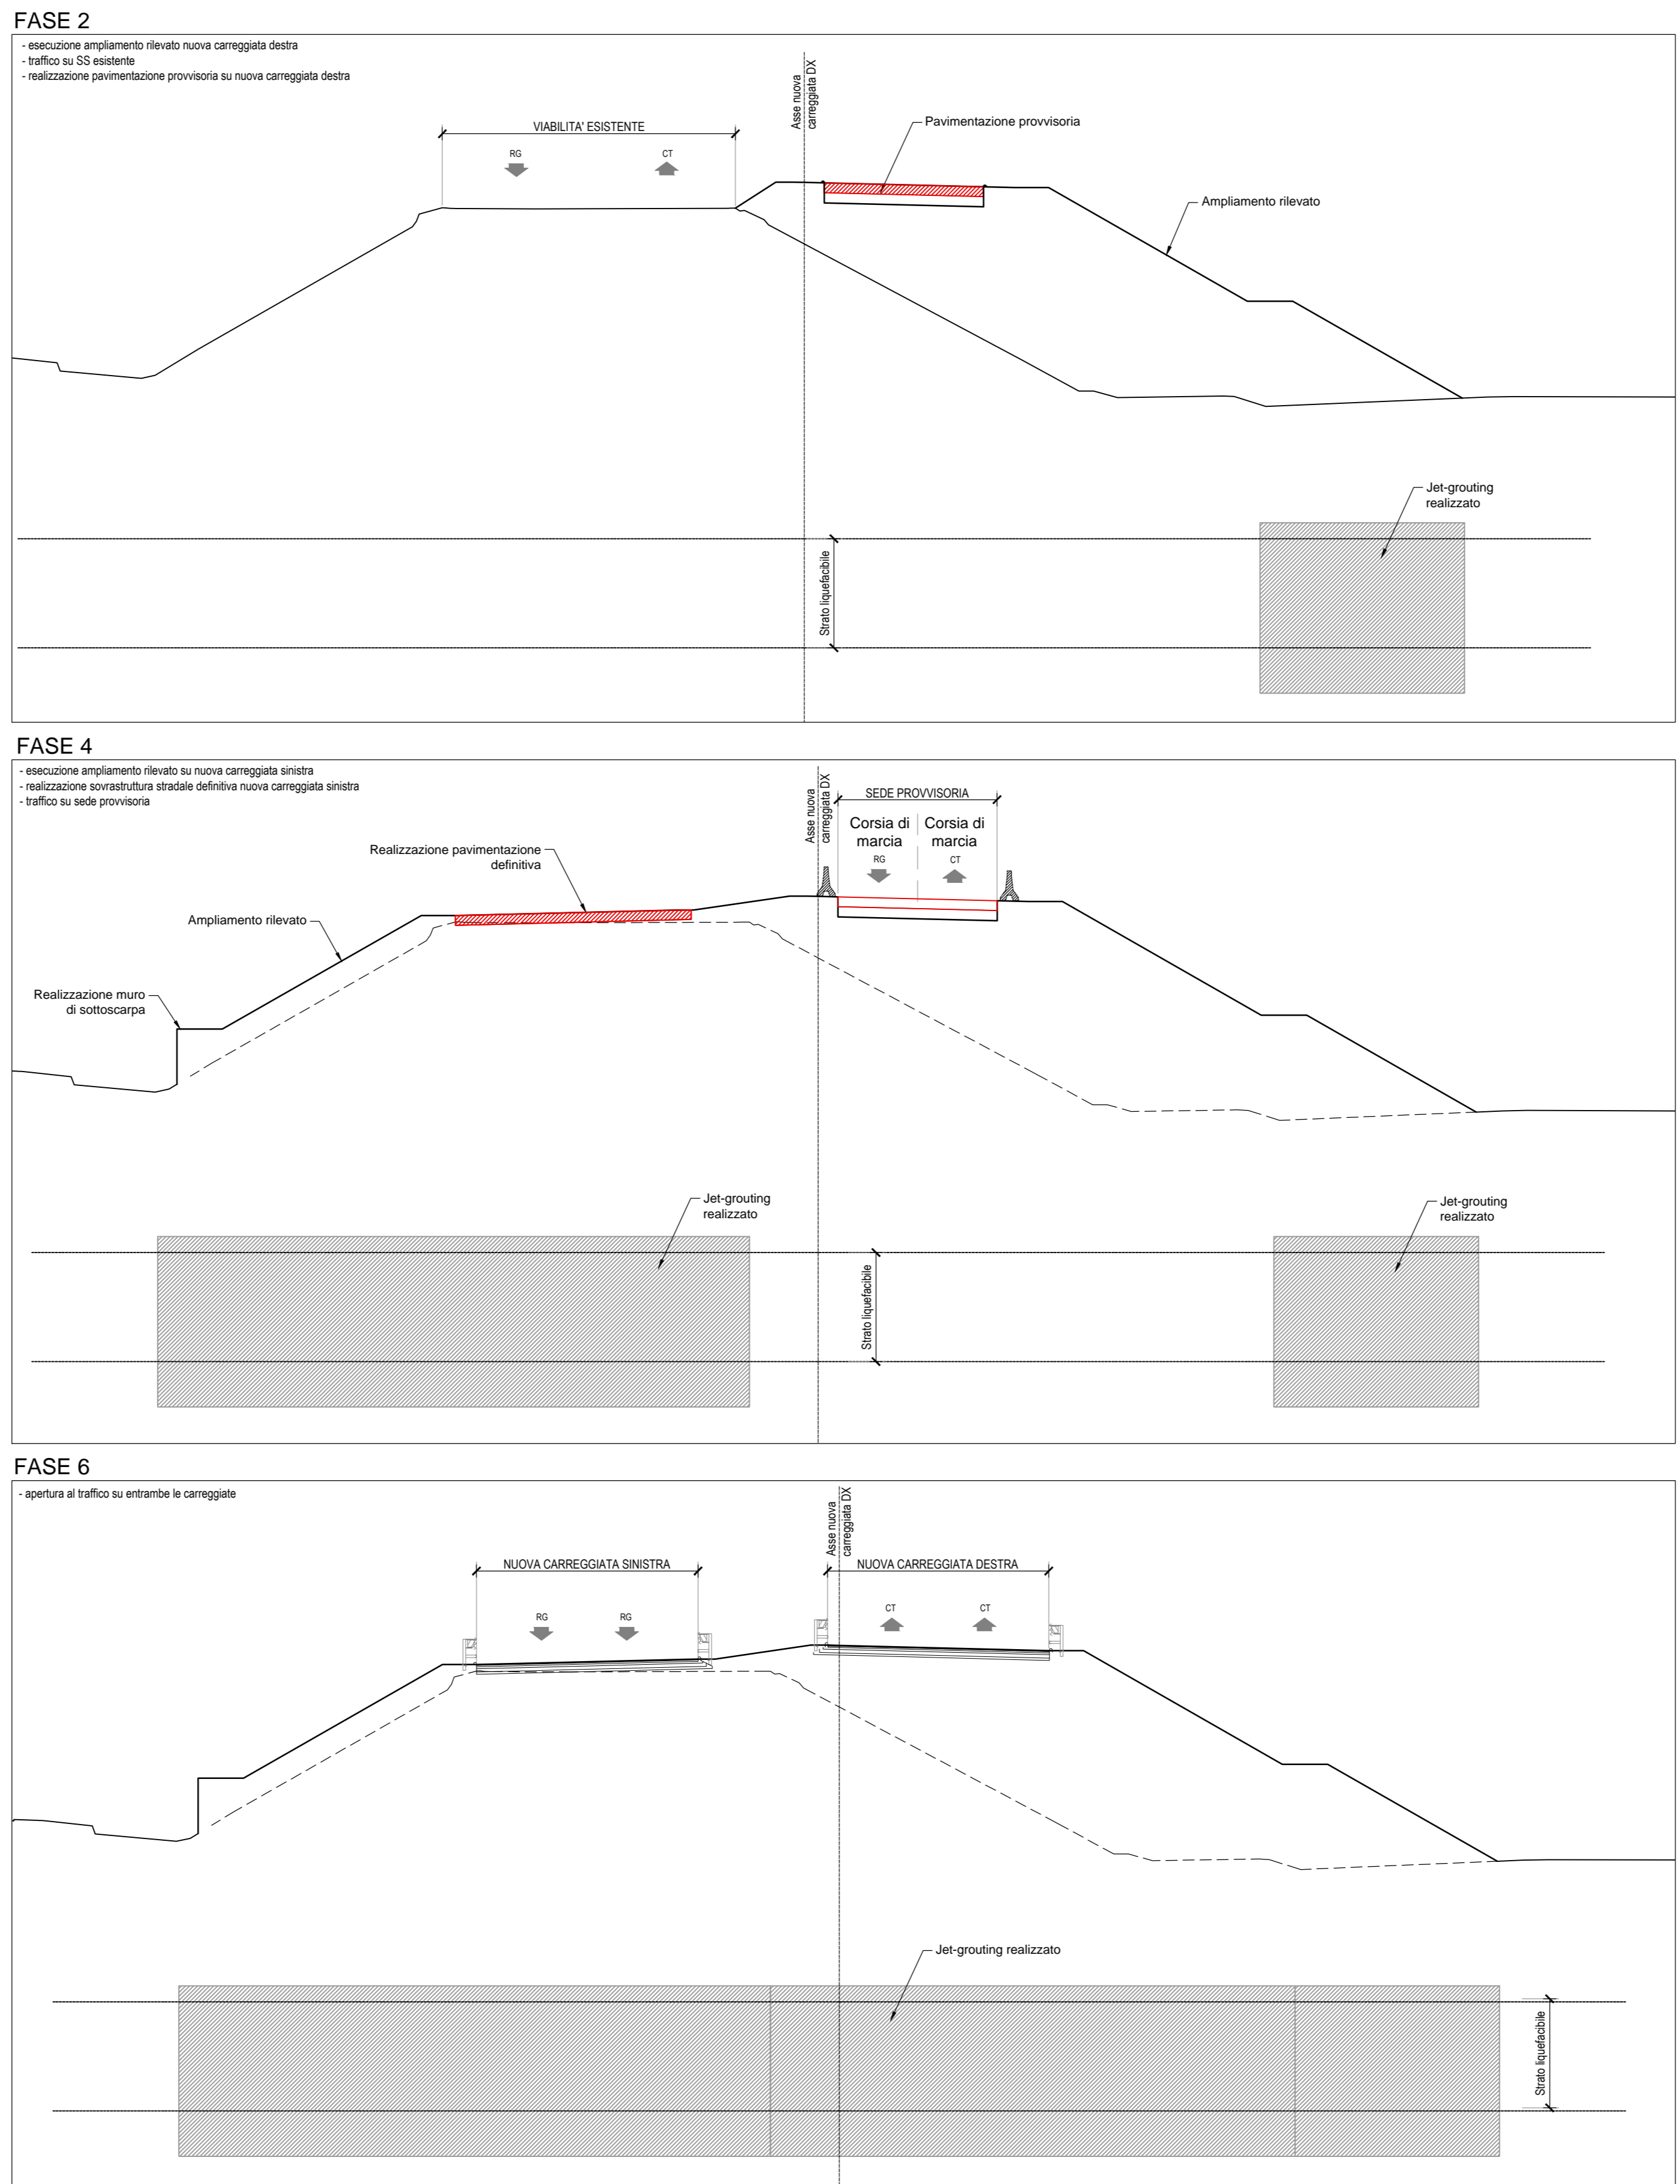 FASE 2
- esecuzione ampliamento rilevato nuova carreggiata destra
- traffico su SS esistente
- realizzazione pavimentazione provvisoria su nuova carreggiata destra
Asse nuova
carreggiata DX
VIABILITA' ESISTENTE
RG
CT
Pavimentazione provvisoria
Ampliamento rilevato
Jet-grouting
realizzato
Strato liquefacibile
FASE 4
- esecuzione ampliamento rilevato su nuova carreggiata sinistra
- realizzazione sovrastruttura stradale definitiva nuova carreggiata sinistra
- traffico su sede provvisoria
Asse nuova
carreggiata DX
SEDE PROVVISORIA
Corsia di
marcia
Corsia di
marcia
RG
CT
Realizzazione pavimentazione
definitiva
Ampliamento rilevato
Realizzazione muro
di sottoscarpa
Jet-grouting
realizzato
Jet-grouting
realizzato
Strato liquefacibile
FASE 6
- apertura al traffico su entrambe le carreggiate
Asse nuova
carreggiata DX
NUOVA CARREGGIATA SINISTRA
NUOVA CARREGGIATA DESTRA
RG
RG
CT
CT
Jet-grouting realizzato
Strato liquefacibile